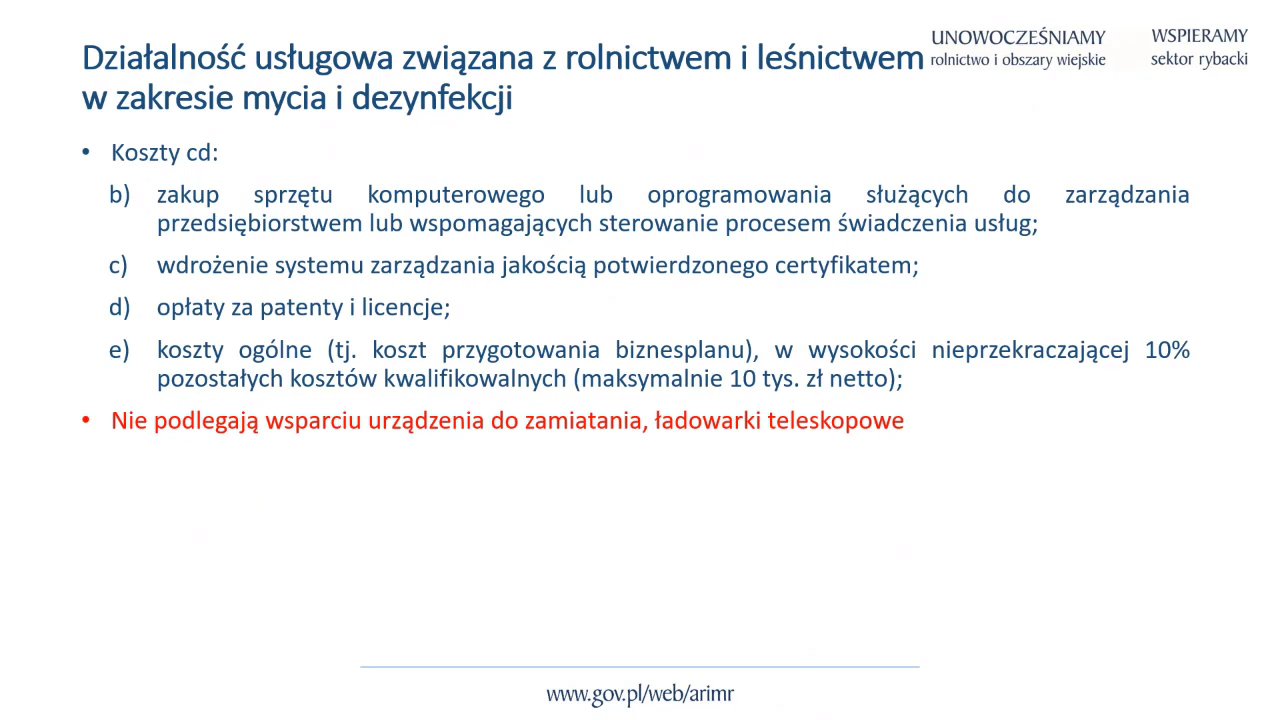 Działalność usługowa związana z rolnictwem i leśnictwem
w zakresie mycia i dezynfekcji
UNOWOCZEŚNIAMY
rolnictwo i obszary wiejskie
WSPIERAMY
sektor rybacki
• Koszty cd:
b) zakup sprzętu komputerowego lub oprogramowania służących do zarządzania
przedsiębiorstwem lub wspomagających sterowanie procesem świadczenia usług;
c) wdrożenie systemu zarządzania jakością potwierdzonego certyfikatem;
d) opłaty za patenty i licencje;
e) koszty ogólne (tj. koszt przygotowania biznesplanu), w wysokości nieprzekraczającej 10%
pozostałych kosztów kwalifikowalnych (maksymalnie 10 tys. zł netto);
• Nie podlegają wsparciu urządzenia do zamiatania, ładowarki teleskopowe
www.gov.pl/web/arimr